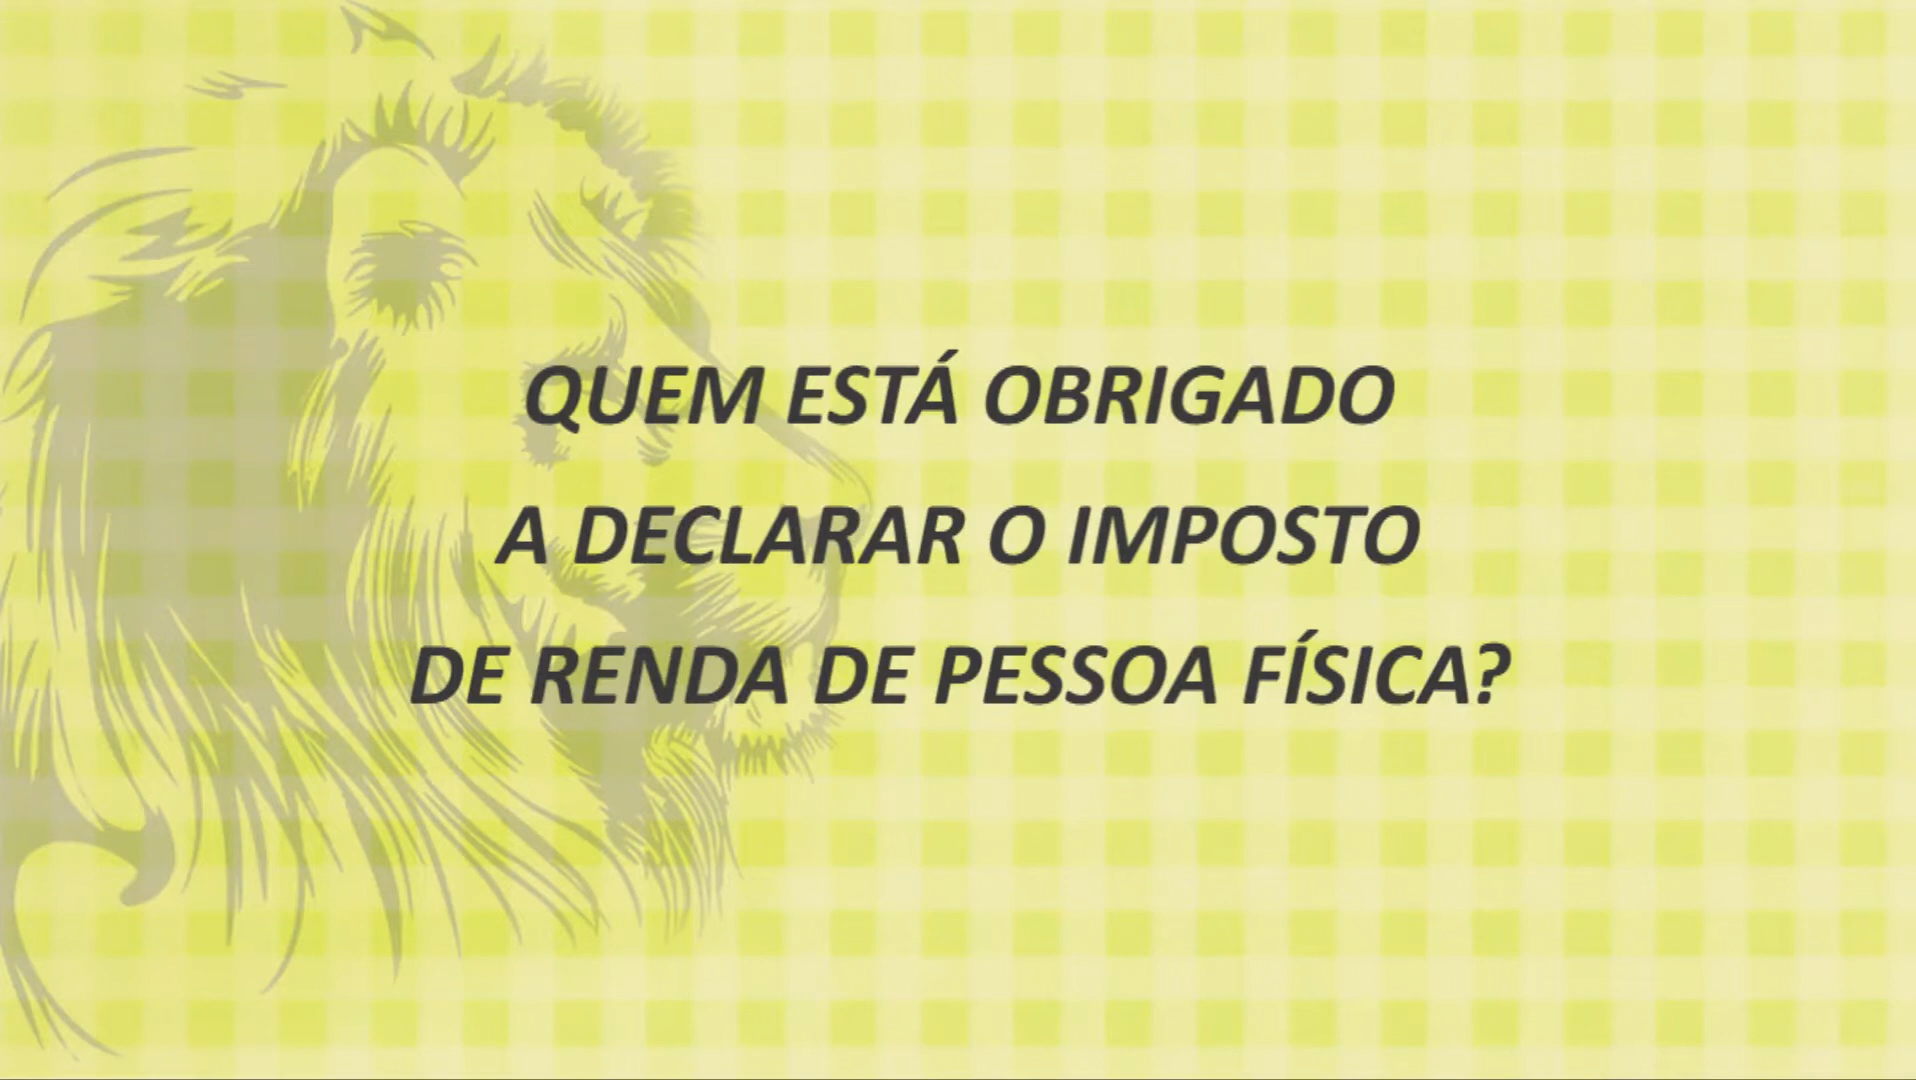 QUEM ESTÁ OBRIGADO
A DECLARAR O IMPOSTO
DE RENDA DE PESSOA FÍSICA?